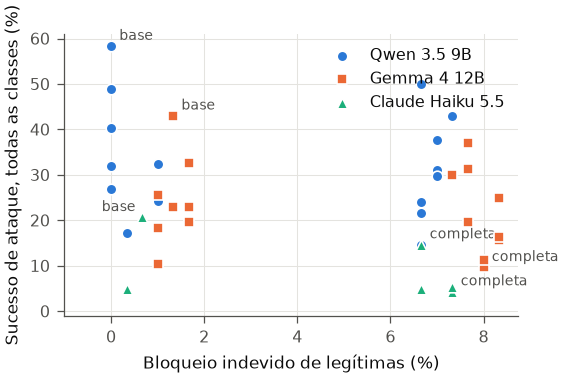 Sucesso de ataque, todas as classes (%)
60
50
40
30
20
10
0
base
base
base
Qwen 3.5 9B
Gemma 4 12B
Claude Haiku 5.5
completa
completa
completa
0
2
4
6
8
Bloqueio indevido de legítimas (%)